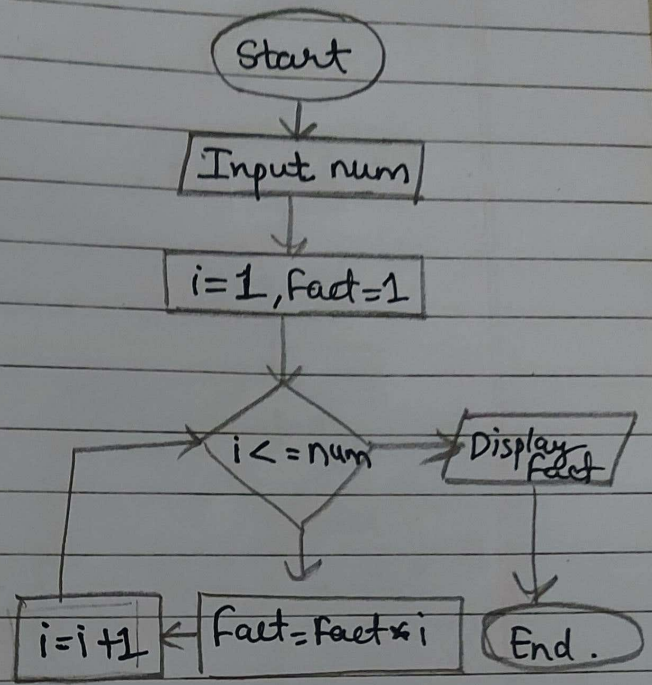 Start
Input num
i=1, Fact=1
i<=num
Display
Fact
Fact=Fact*i
i=i+1
End.